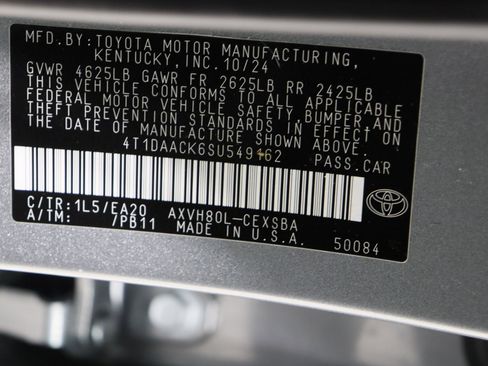 MFD.BY:TOYOTA MOTOR MANUFACTURING,
KENTUCKY, INC. 10/24
GVWR 4625LB GAWR FR 2625LB RR 2425LB
THIS VEHICLE CONFORMS TO ALL APPLICABLE
FEDERAL MOTOR VEHICLE SAFETY, BUMPER, AND
THEFT PREVENTION STANDARDS IN EFFECT ON
THE DATE OF MANUFACTURE SHOWN ABOVE.
4T1DAACK6SU549162 PASS.CAR
C/TR:1L5/EA20 AXVH80L-CEXSBA
A/TM: /PB11 MADE IN U.S.A. 50084